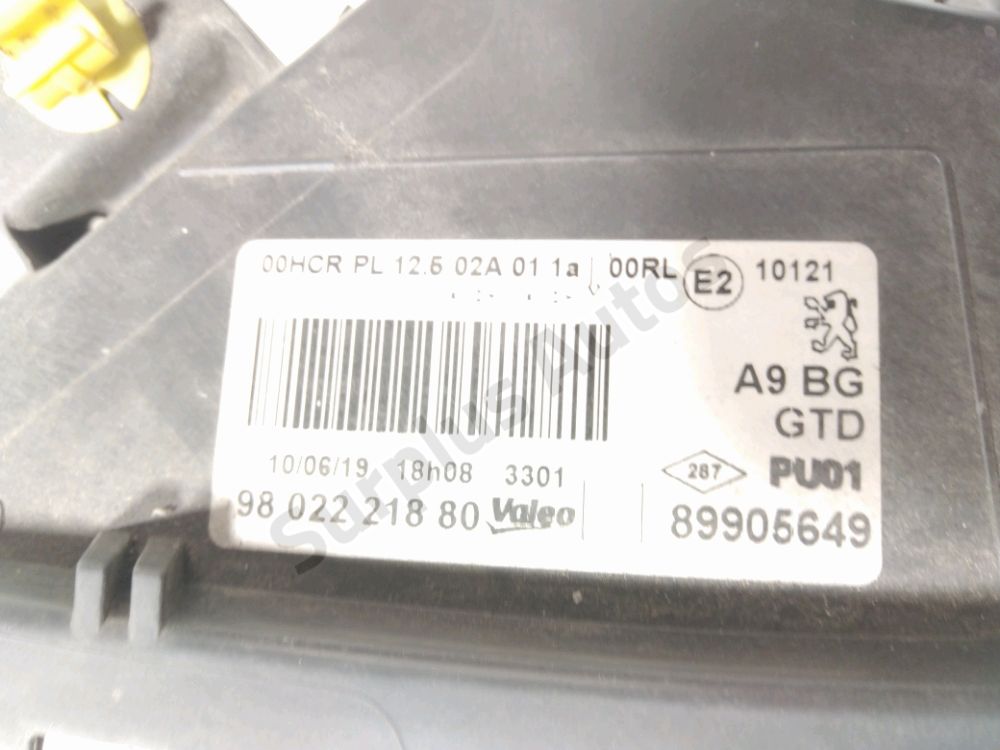 00HCR PL 12.5 02A 01 1a 00RL E2 10121
A9 BG
GTD
10/06/19 18h08 3301
287 PU01
98 022 218 80 Valeo 89905649
Surplus Autos